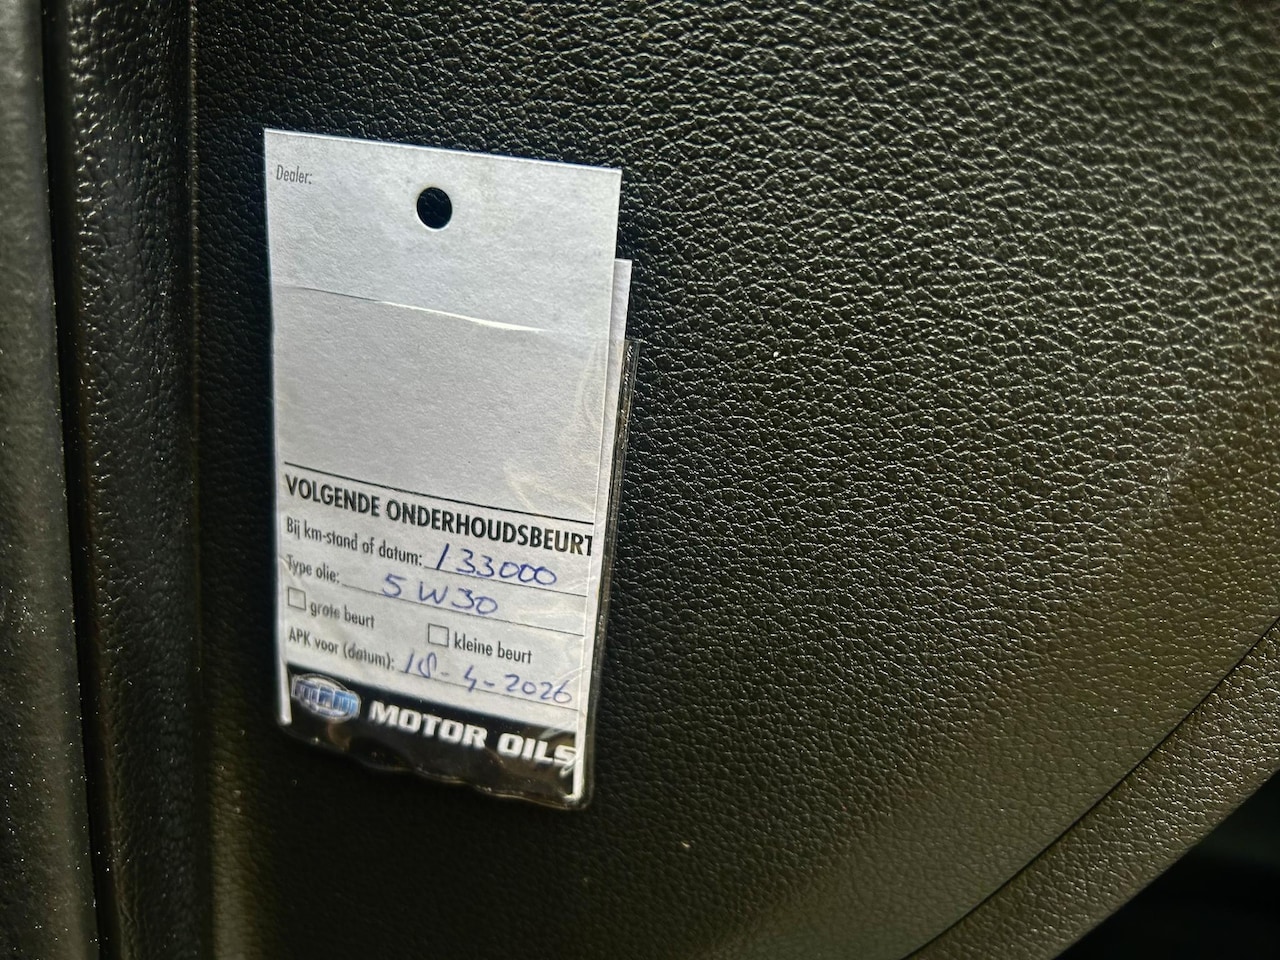 Dealer:
VOLGENDE ONDERHOUDSBEURT
Bij km-stand of datum: 133000
Type olie: 5W30
grote beurt kleine beurt
APK voor (datum): 18-4-2026
MOTOR OILS